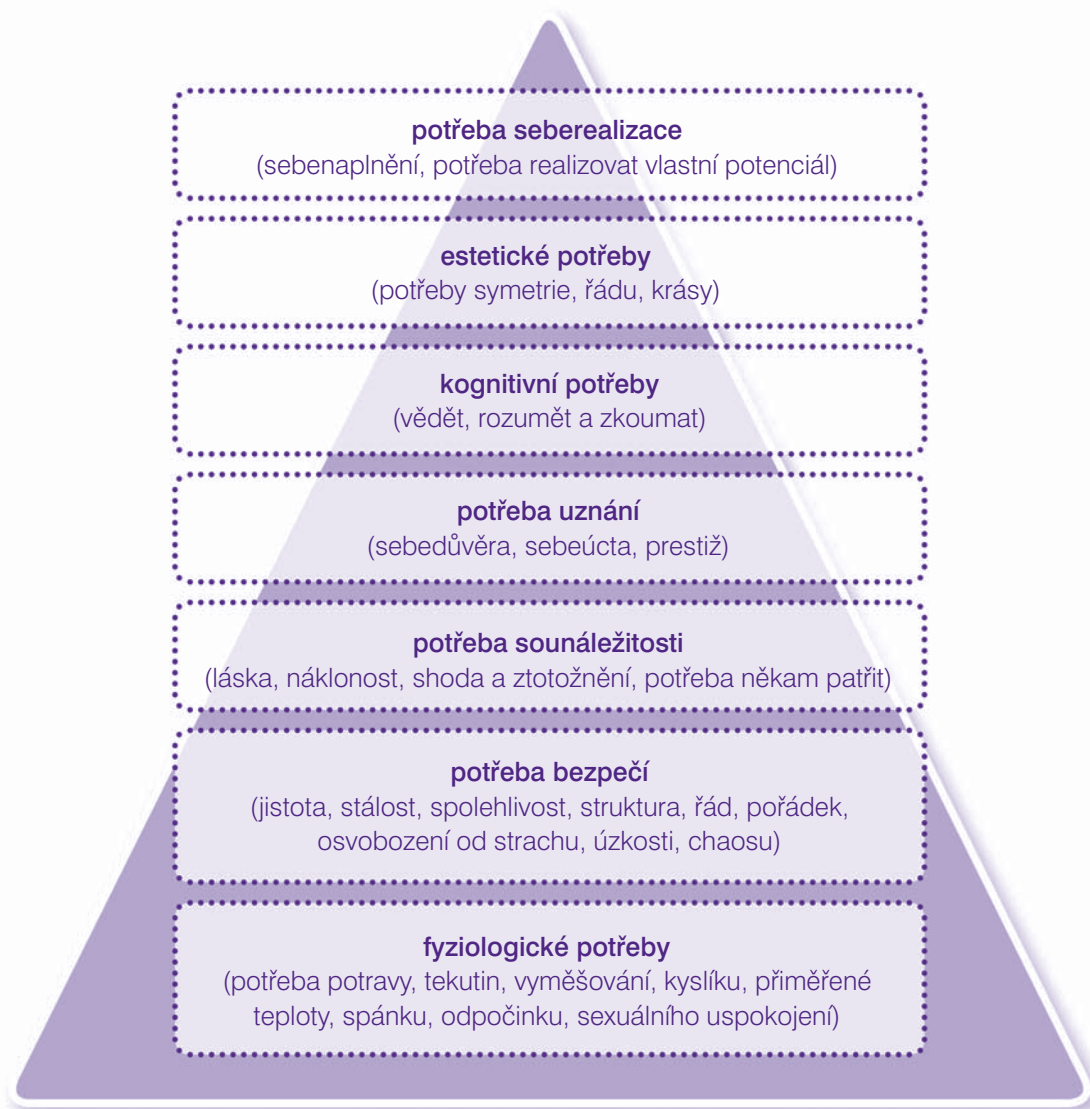 potřeba seberealizace
(sebenaplnění, potřeba realizovat vlastní potenciál)
estetické potřeby
(potřeby symetrie, řádu, krásy)
kognitivní potřeby
(vědět, rozumět a zkoumat)
potřeba uznání
(sebedůvěra, sebeúcta, prestiž)
potřeba sounáležitosti
(láska, náklonost, shoda a ztotožnění, potřeba někam patřit)
potřeba bezpečí
(jistota, stálost, spolehlivost, struktura, řád, pořádek,
osvobození od strachu, úzkosti, chaosu)
fyziologické potřeby
(potřeba potravy, tekutin, vyměšování, kyslíku, přiměřené
teploty, spánku, odpočinku, sexuálního uspokojení)